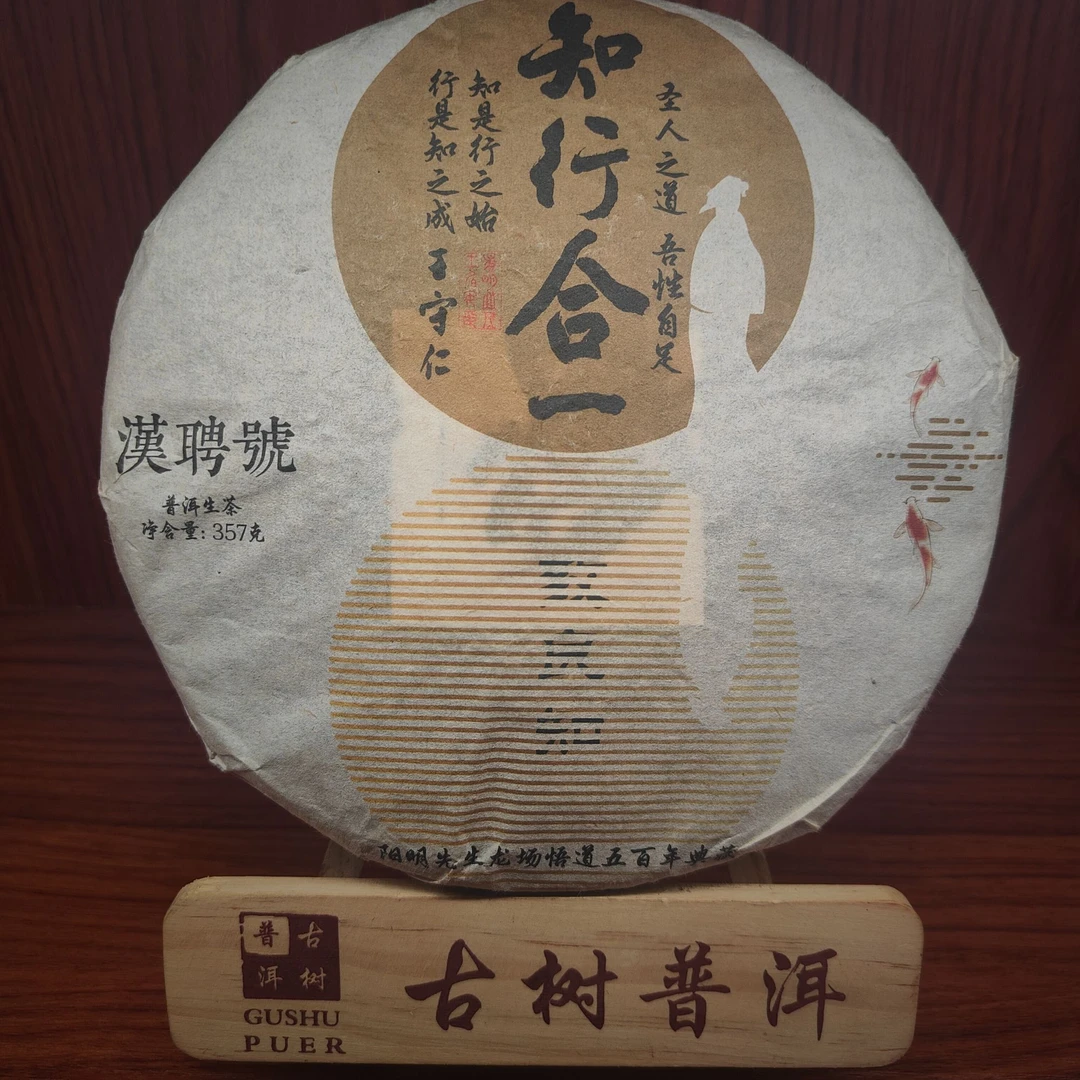 知行合一
圣人之道 吾性自足
知是行之始
行是知之成 王守仁
漢聘號
普洱生茶
净含量: 357克
致良知
阳明先生龙场悟道五百年典藏
古树
普洱
GUSHU
PUER
古树普洱